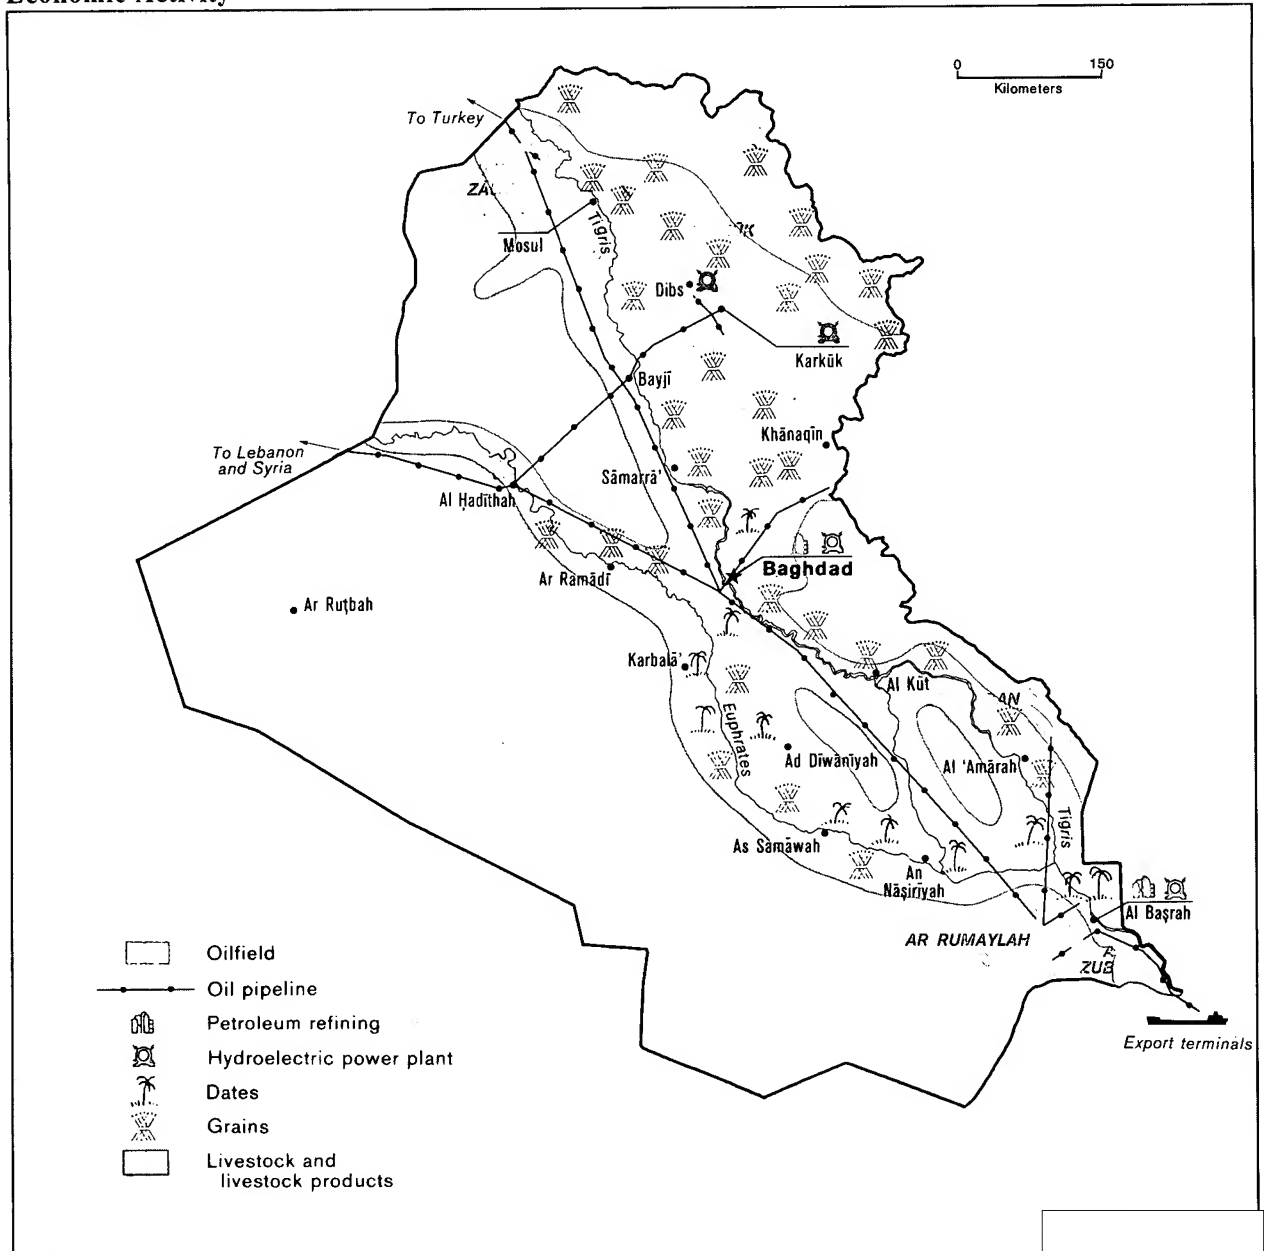 Economic Activity
0 150
Kilometers
To Turkey
Tigris
Mosul
Dibs
Karkūk
Bayjī
Khānaqīn
To Lebanon
and Syria
Sāmarrā'
Al Ḥadīthah
Baghdad
Ar Ramādī
Ar Ruṭbah
Karbalā'
Al Kūt
Euphrates
Ad Dīwānīyah
Al 'Amārah
Tigris
As Samāwah
An
Nāṣirīyah
Al Baṣrah
AR RUMAYLAH
Export terminals
Oilfield
Oil pipeline
Petroleum refining
Hydroelectric power plant
Dates
Grains
Livestock and
livestock products